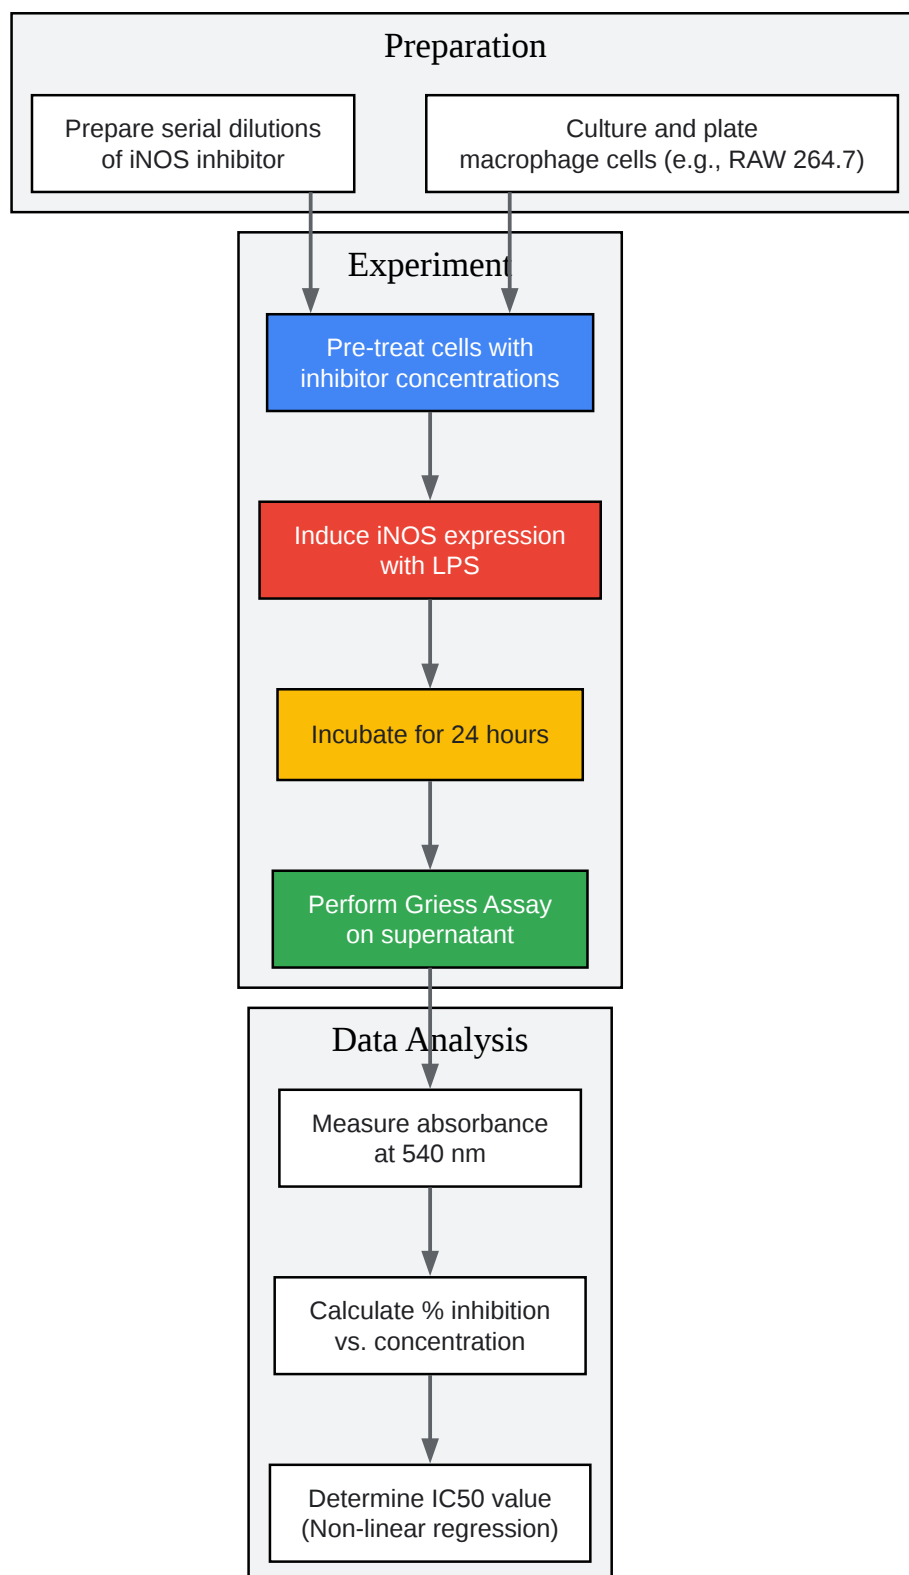 Preparation
Prepare serial dilutions
of iNOS inhibitor
Culture and plate
macrophage cells (e.g., RAW 264.7)
Experiment
Pre-treat cells with
inhibitor concentrations
Induce iNOS expression
with LPS
Incubate for 24 hours
Perform Griess Assay
on supernatant
Data Analysis
Measure absorbance
at 540 nm
Calculate % inhibition
vs. concentration
Determine IC50 value
(Non-linear regression)